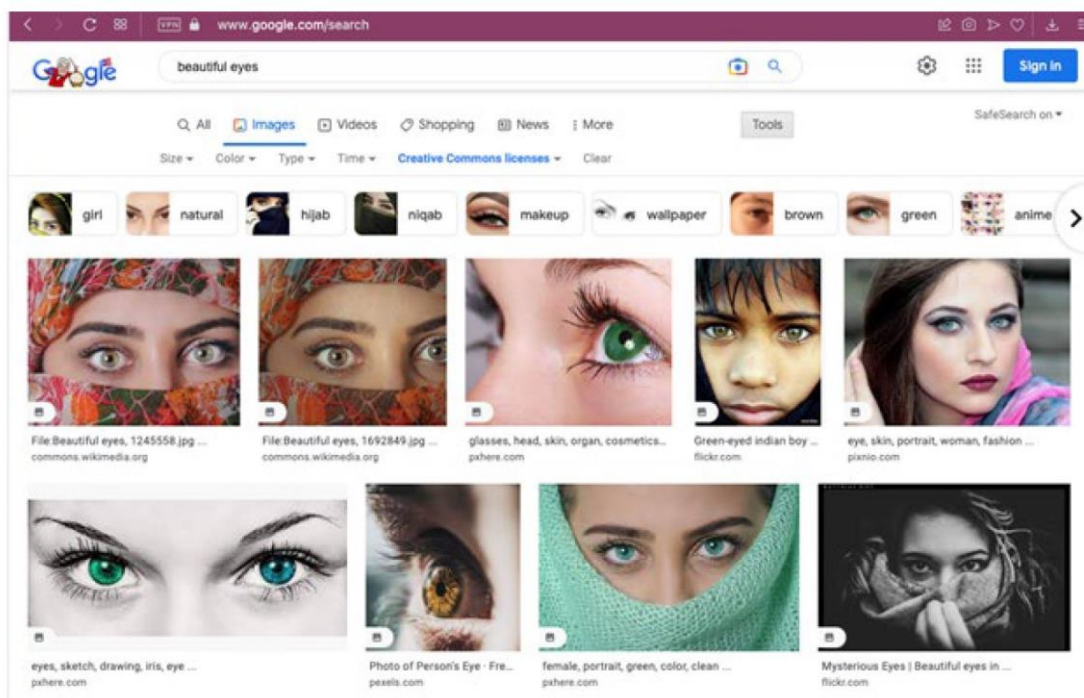 VPN www.google.com/search
Google beautiful eyes Sign in
All Images Videos Shopping News More Tools SafeSearch on
Size Color Type Time Creative Commons licenses Clear
girl natural hijab niqab makeup wallpaper brown green anime
File:Beautiful eyes, 1245558.jpg ... File:Beautiful eyes, 1692849.jpg ... glasses, head, skin, organ, cosmetics... Green-eyed indian boy ... eye, skin, portrait, woman, fashion ...
commons.wikimedia.org commons.wikimedia.org pxhere.com flickr.com pixnio.com
eyes, sketch, drawing, iris, eye ... Photo of Person's Eye · Fre... female, portrait, green, color, clean ... Mysterious Eyes | Beautiful eyes in ...
pxhere.com pexels.com pxhere.com flickr.com